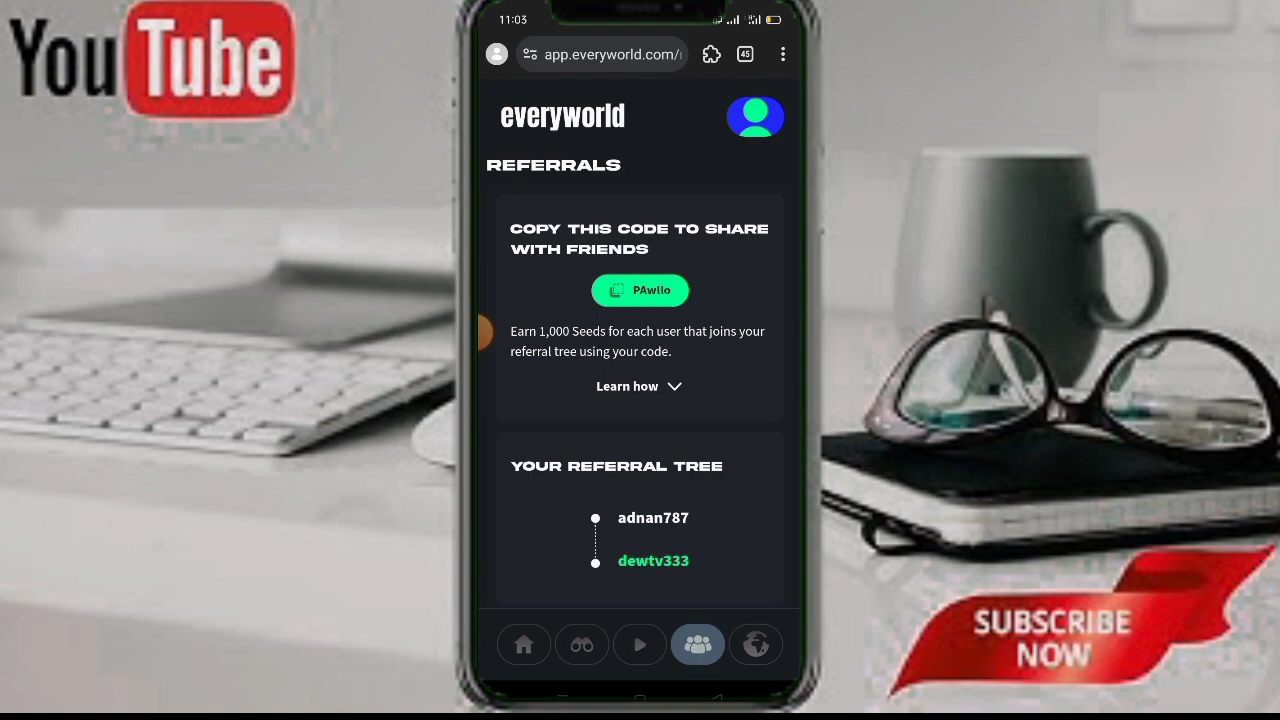 YouTube
11:03
app.everyworld.com/
45
everyworld
REFERRALS
COPY THIS CODE TO SHARE
WITH FRIENDS
Earn 1,000 Seeds for each user that joins your
referral tree using your code.
Learn how
YOUR REFERRAL TREE
adnan787
dewtv333
SUBSCRIBE
NOW